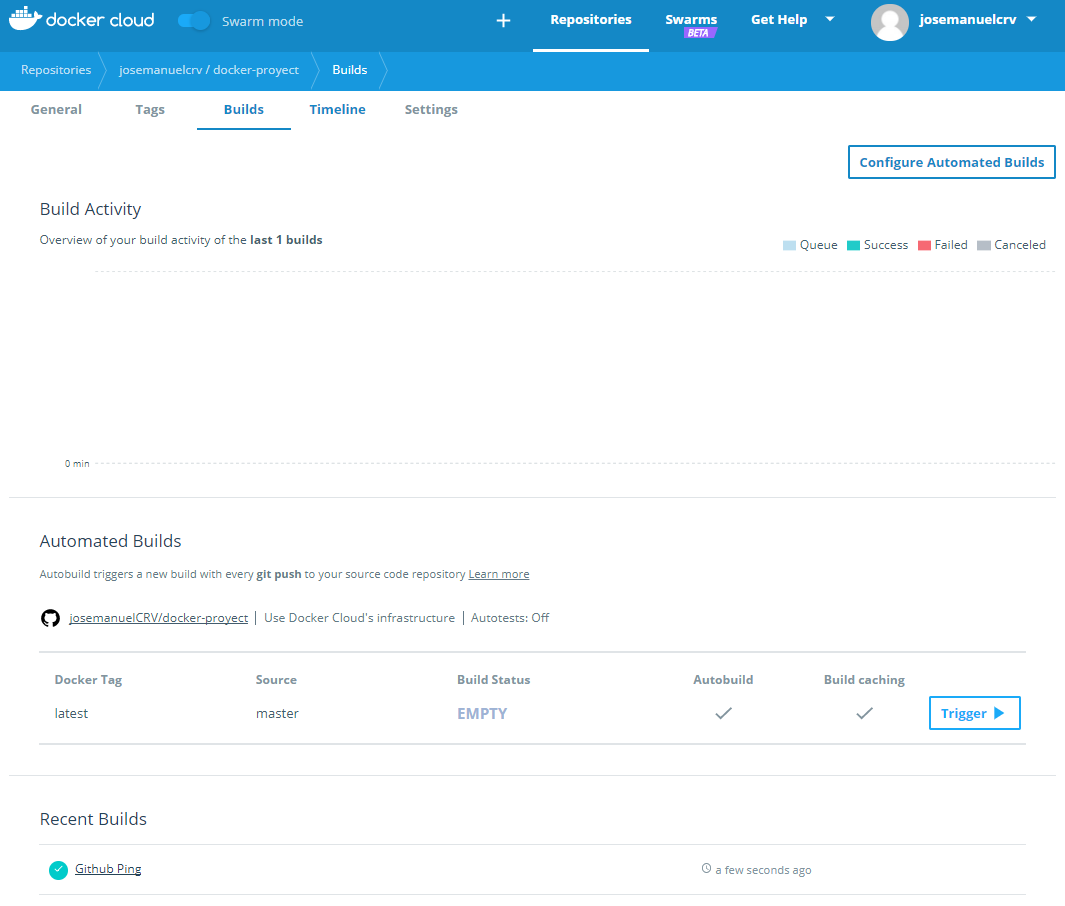 docker cloud Swarm mode + Repositories Swarms Get Help josemanuelcrv
BETA
Repositories josemanuelcrv / docker-proyect Builds
General Tags Builds Timeline Settings
Configure Automated Builds
Build Activity
Overview of your build activity of the last 1 builds
Queue Success Failed Canceled
0 min
Automated Builds
Autobuild triggers a new build with every git push to your source code repository Learn more
josemanuelCRV/docker-proyect | Use Docker Cloud's infrastructure | Autotests: Off
Docker Tag Source Build Status Autobuild Build caching
latest master EMPTY Trigger
Recent Builds
Github Ping a few seconds ago